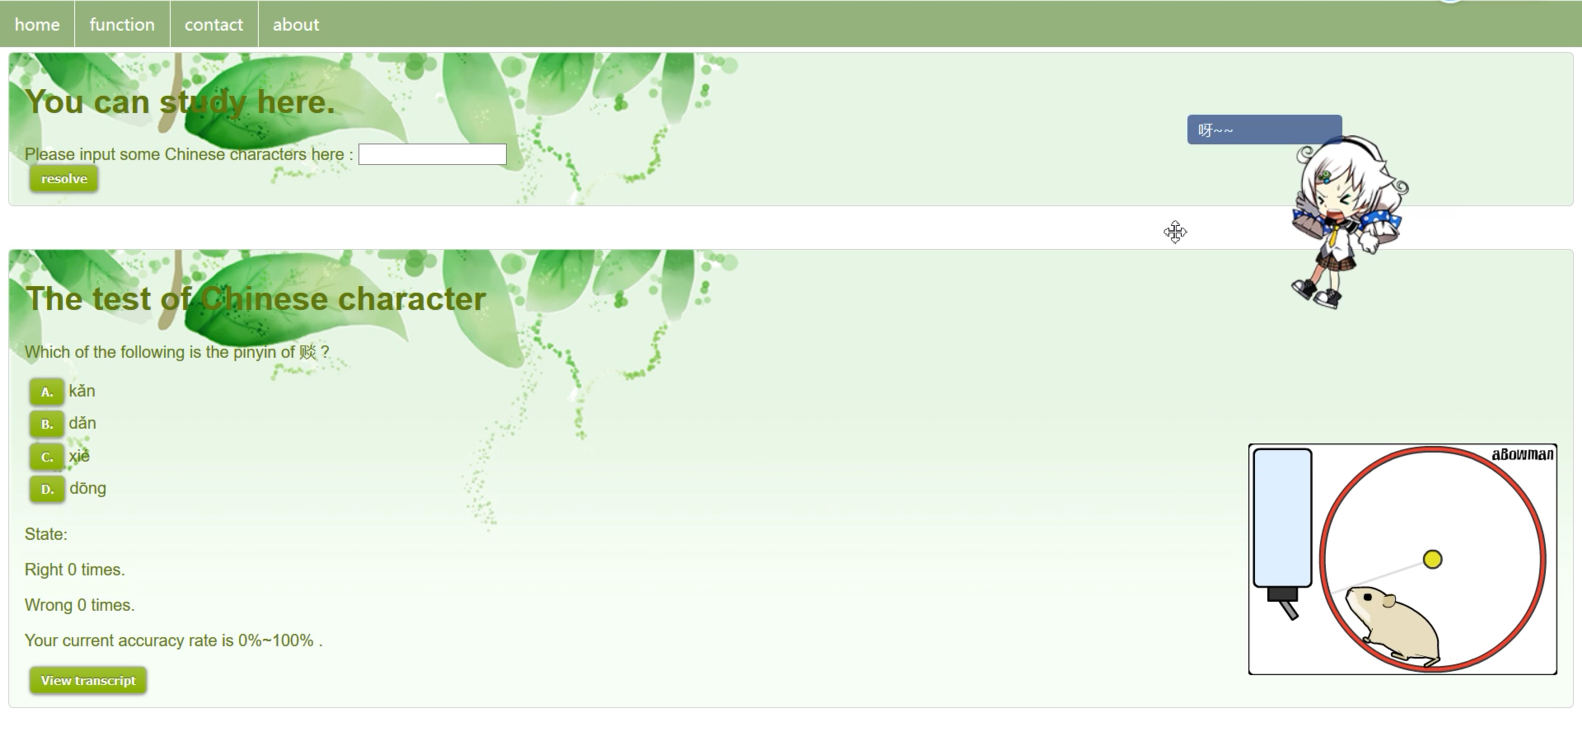 home
function
contact
about
You can study here.
Please input some Chinese characters here :
resolve
呀~~
The test of Chinese character
Which of the following is the pinyin of 赕 ?
A. kǎn
B. dǎn
C. xiě
D. dōng
State:
Right 0 times.
Wrong 0 times.
Your current accuracy rate is 0%~100% .
View transcript
aBowman